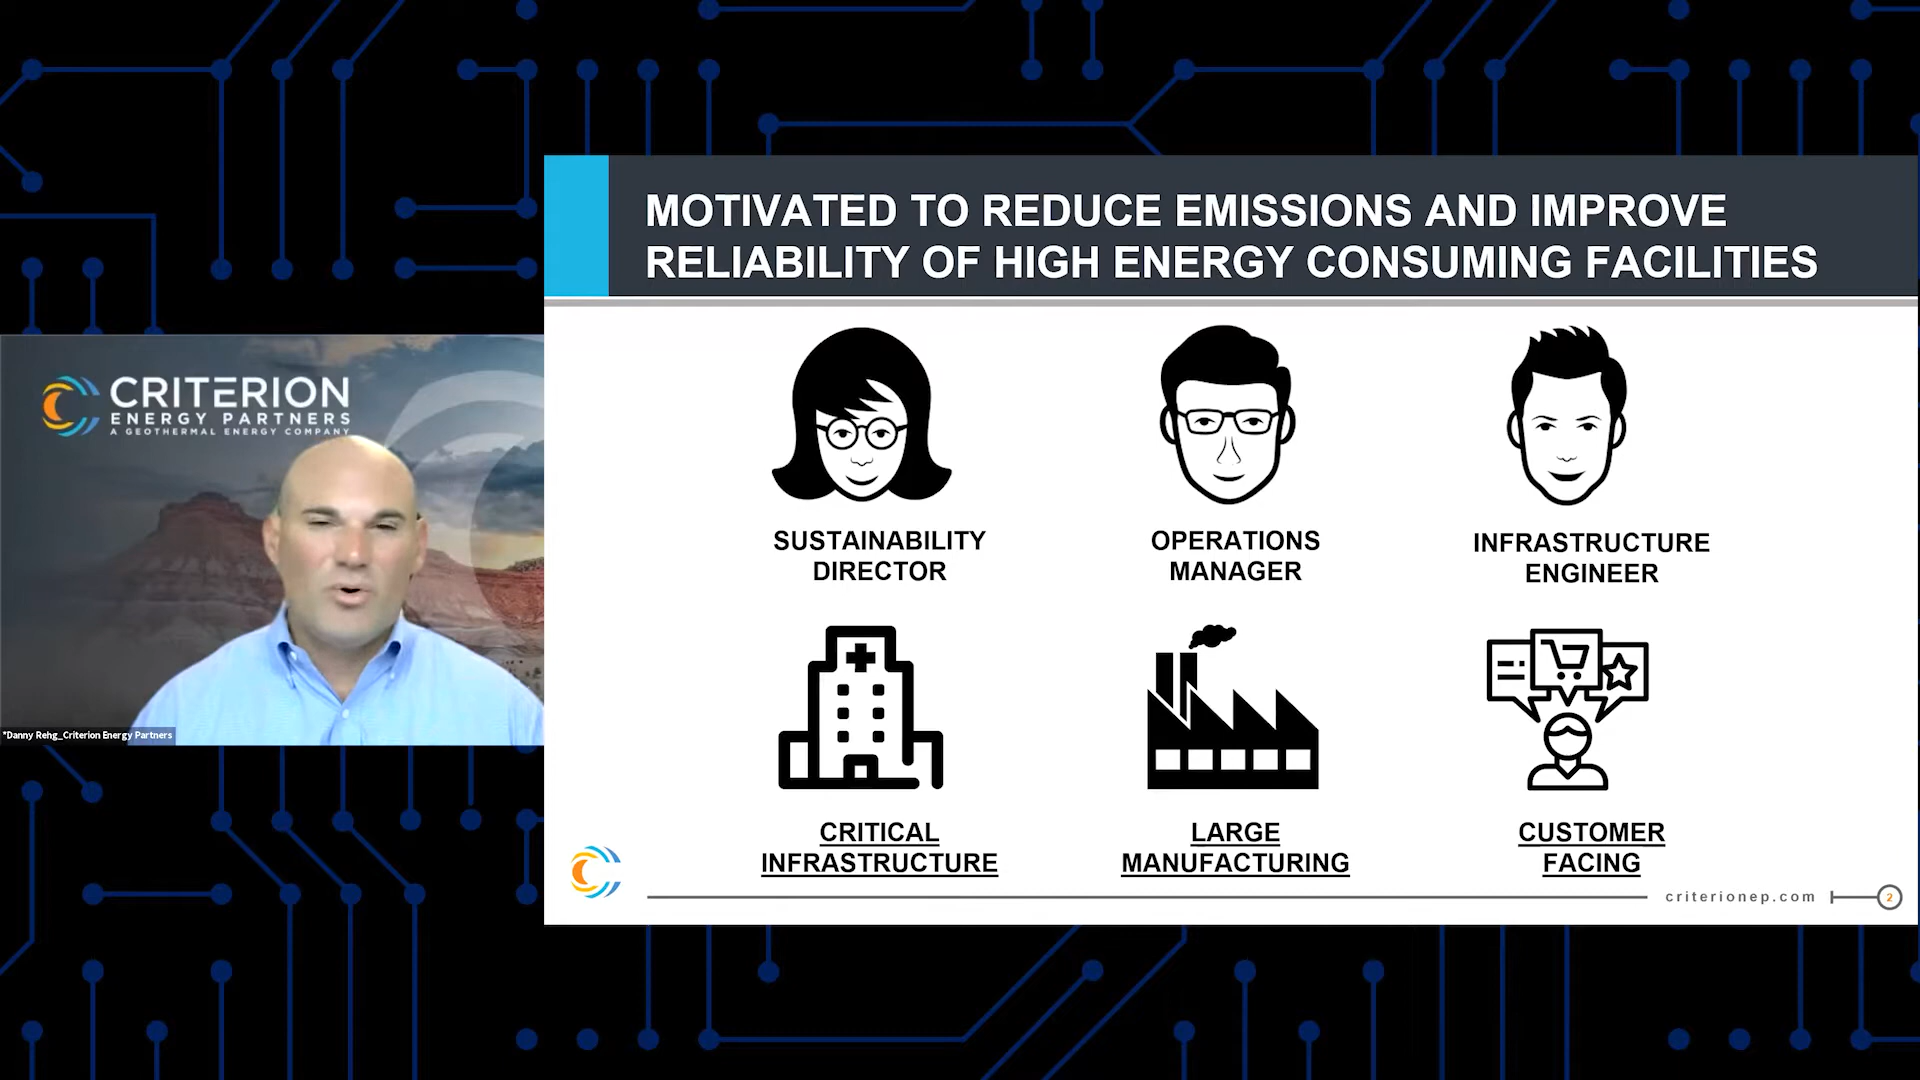 MOTIVATED TO REDUCE EMISSIONS AND IMPROVE
RELIABILITY OF HIGH ENERGY CONSUMING FACILITIES
CRITERION
ENERGY PARTNERS
A GEOTHERMAL ENERGY COMPANY
*Danny Rehg_Criterion Energy Partners
SUSTAINABILITY
DIRECTOR
OPERATIONS
MANAGER
INFRASTRUCTURE
ENGINEER
CRITICAL
INFRASTRUCTURE
LARGE
MANUFACTURING
CUSTOMER
FACING
criterionep.com
2